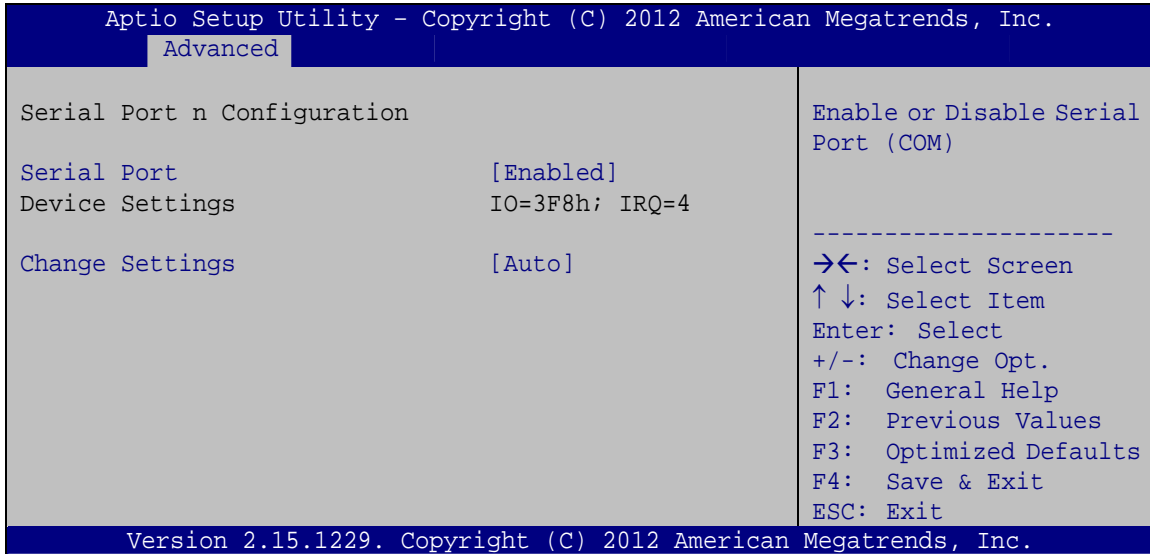 Aptio Setup Utility – Copyright (C) 2012 American Megatrends, Inc.
Advanced
Serial Port n Configuration
Serial Port [Enabled]
Device Settings IO=3F8h; IRQ=4
Change Settings [Auto]
Enable or Disable Serial
Port (COM)
---------------------
→←: Select Screen
↑ ↓: Select Item
Enter: Select
+/-: Change Opt.
F1: General Help
F2: Previous Values
F3: Optimized Defaults
F4: Save & Exit
ESC: Exit
Version 2.15.1229. Copyright (C) 2012 American Megatrends, Inc.